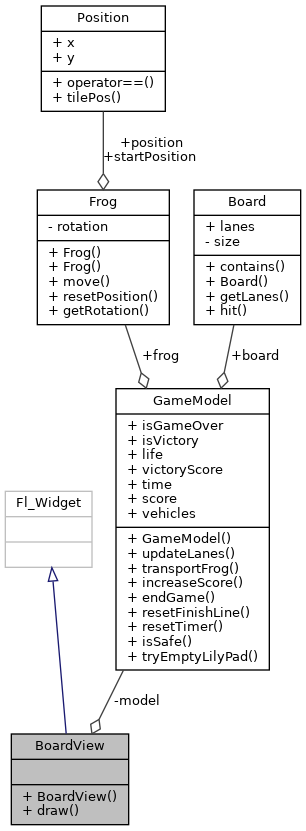 Position
+ x
+ y
+ operator==()
+ tilePos()
+position
+startPosition
Frog
- rotation
+ Frog()
+ Frog()
+ move()
+ resetPosition()
+ getRotation()
Board
+ lanes
- size
+ contains()
+ Board()
+ getLanes()
+ hit()
+frog
+board
GameModel
+ isGameOver
+ isVictory
+ life
+ victoryScore
+ time
+ score
+ vehicles
+ GameModel()
+ updateLanes()
+ transportFrog()
+ increaseScore()
+ endGame()
+ resetFinishLine()
+ resetTimer()
+ isSafe()
+ tryEmptyLilyPad()
Fl_Widget
-model
BoardView
+ BoardView()
+ draw()